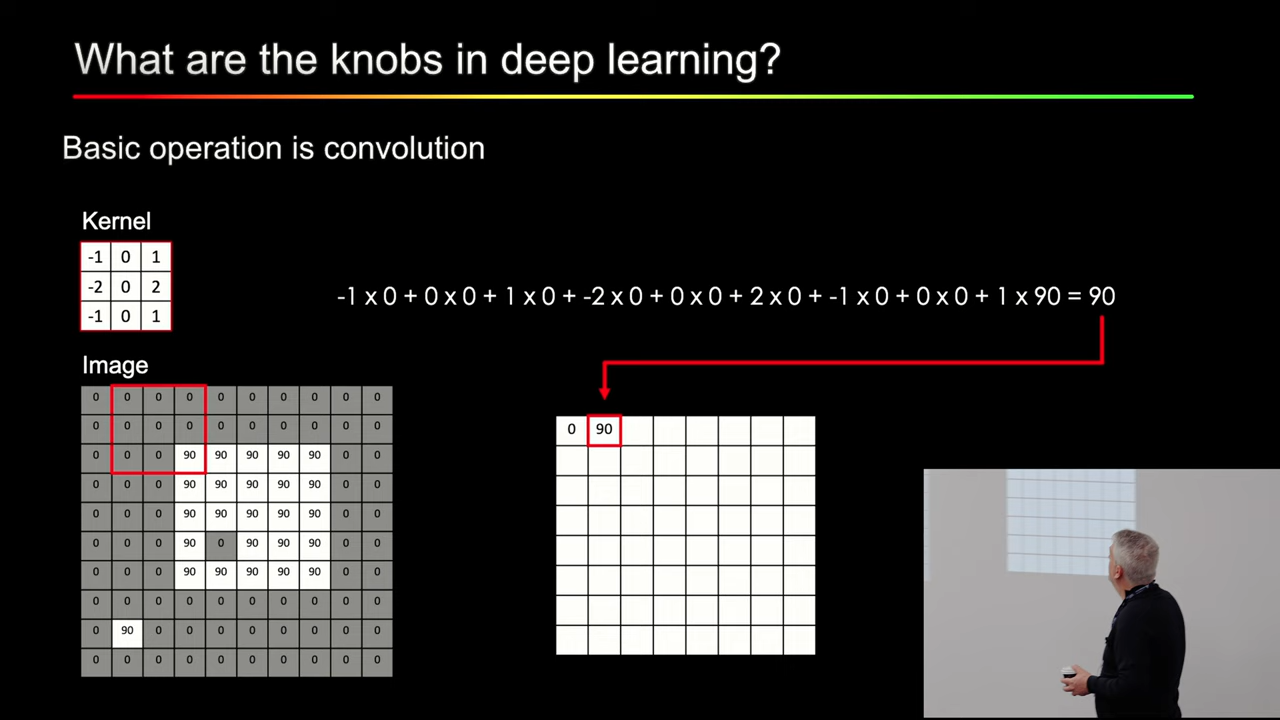 What are the knobs in deep learning?
Basic operation is convolution
Kernel
-1 0 1
-2 0 2
-1 0 1
-1 x 0 + 0 x 0 + 1 x 0 + -2 x 0 + 0 x 0 + 2 x 0 + -1 x 0 + 0 x 0 + 1 x 90 = 90
Image
0 0 0 0 0 0 0 0 0 0
0 0 0 0 0 0 0 0 0 0
0 0 0 90 90 90 90 90 0 0
0 0 0 90 90 90 90 90 0 0
0 0 0 90 90 90 90 90 0 0
0 0 0 90 0 90 90 90 0 0
0 0 0 90 90 90 90 90 0 0
0 0 0 0 0 0 0 0 0 0
0 90 0 0 0 0 0 0 0 0
0 0 0 0 0 0 0 0 0 0
0 90